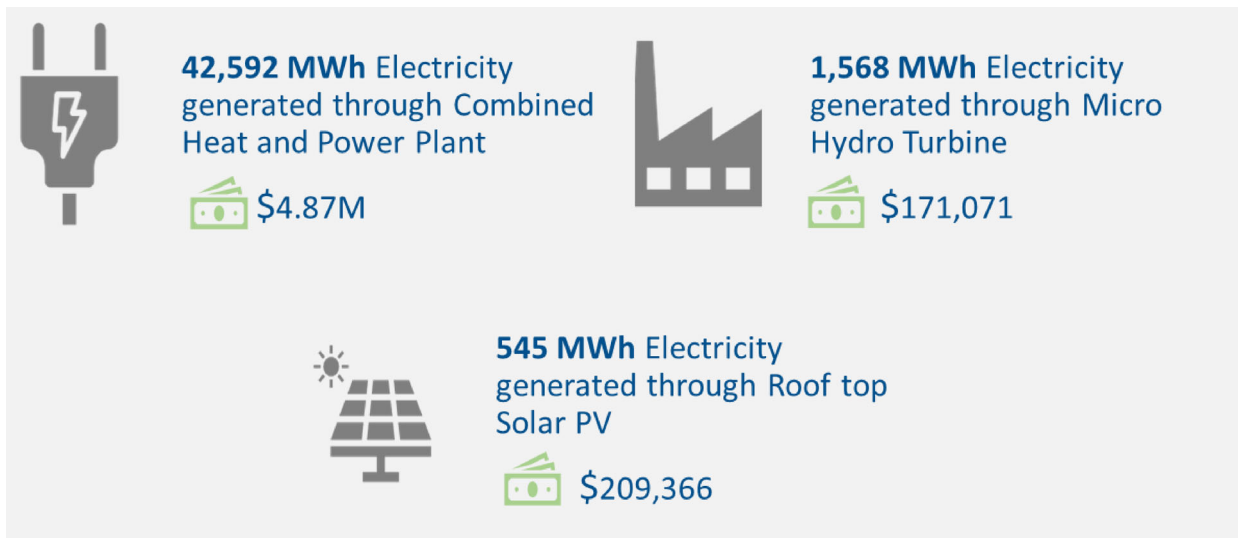 42,592 MWh Electricity
generated through Combined
Heat and Power Plant
$4.87M
1,568 MWh Electricity
generated through Micro
Hydro Turbine
$171,071
545 MWh Electricity
generated through Roof top
Solar PV
$209,366